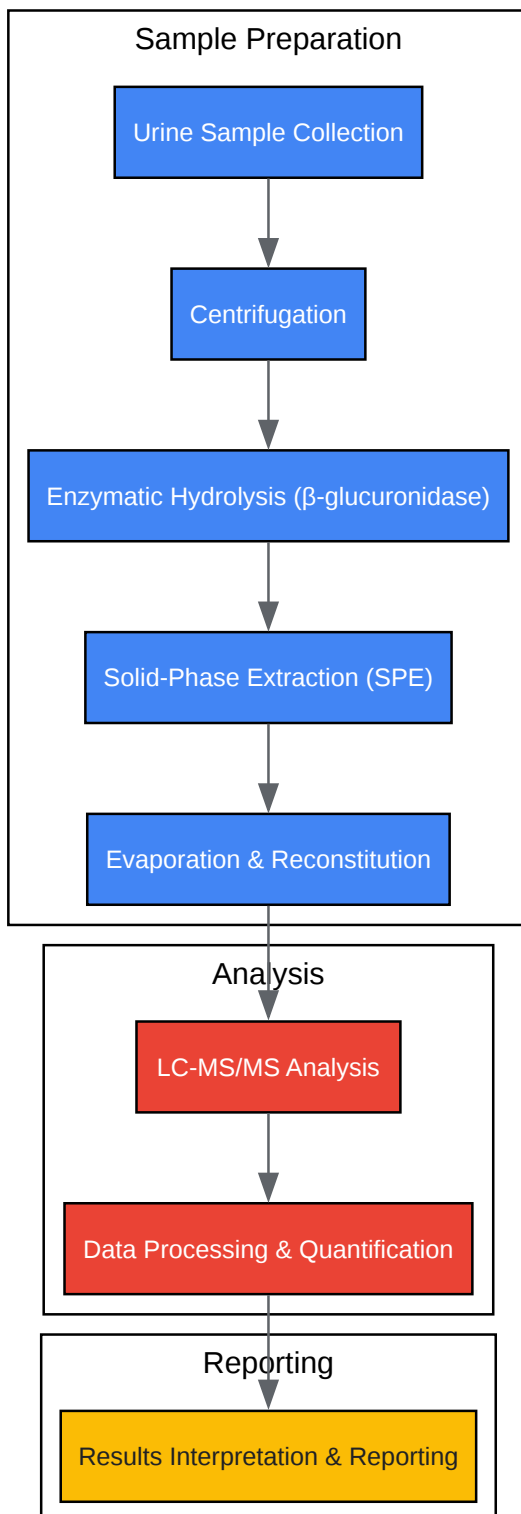 Sample Preparation
Urine Sample Collection
Centrifugation
Enzymatic Hydrolysis (β-glucuronidase)
Solid-Phase Extraction (SPE)
Evaporation & Reconstitution
Analysis
LC-MS/MS Analysis
Data Processing & Quantification
Reporting
Results Interpretation & Reporting